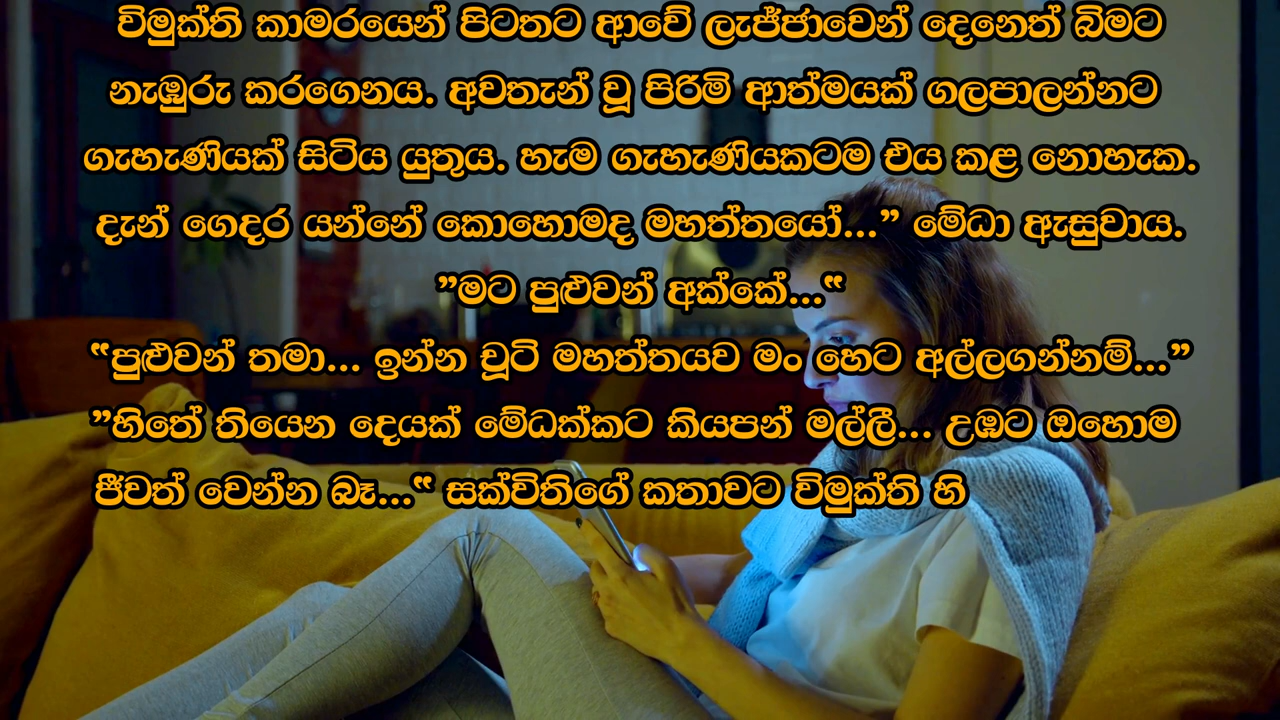 විමුක්ති කාමරයෙන් පිටතට ආවේ ලැජ්ජාවෙන් දෙනෙත් බිමට
නැඹුරු කරගෙනය. අවතැන් වූ පිරිමි ආත්මයක් ගලපාලන්නට
ගැහැණියක් සිටිය යුතුය. හැම ගැහැණියකටම එය කළ නොහැක.
දැන් ගෙදර යන්නේ කොහොමද මහත්තයෝ...” මේධා ඇසුවාය.
”මට පුළුවන් අක්කේ...“
“පුළුවන් තමා... ඉන්න චූටි මහත්තයව මං හෙට අල්ලගන්නම්...”
”හිතේ තියෙන දෙයක් මේධක්කට කියපන් මල්ලී... උඹට ඔහොම
ජීවත් වෙන්න බෑ...“ සක්විතිගේ කතාවට විමුක්ති හි